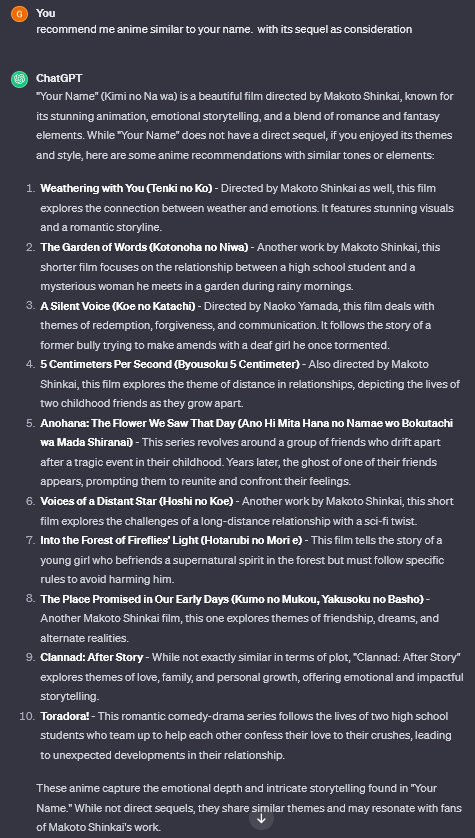 G
You
recommend me anime similar to your name. with its sequel as consideration
ChatGPT
"Your Name" (Kimi no Na wa) is a beautiful film directed by Makoto Shinkai, known for
its stunning animation, emotional storytelling, and a blend of romance and fantasy
elements. While "Your Name" does not have a direct sequel, if you enjoyed its themes
and style, here are some anime recommendations with similar tones or elements:
1. Weathering with You (Tenki no Ko) - Directed by Makoto Shinkai as well, this film
explores the connection between weather and emotions. It features stunning visuals
and a romantic storyline.
2. The Garden of Words (Kotonoha no Niwa) - Another work by Makoto Shinkai, this
shorter film focuses on the relationship between a high school student and a
mysterious woman he meets in a garden during rainy mornings.
3. A Silent Voice (Koe no Katachi) - Directed by Naoko Yamada, this film deals with
themes of redemption, forgiveness, and communication. It follows the story of a
former bully trying to make amends with a deaf girl he once tormented.
4. 5 Centimeters Per Second (Byousoku 5 Centimeter) - Also directed by Makoto
Shinkai, this film explores the theme of distance in relationships, depicting the lives of
two childhood friends as they grow apart.
5. Anohana: The Flower We Saw That Day (Ano Hi Mita Hana no Namae wo Bokutachi
wa Mada Shiranai) - This series revolves around a group of friends who drift apart
after a tragic event in their childhood. Years later, the ghost of one of their friends
appears, prompting them to reunite and confront their feelings.
6. Voices of a Distant Star (Hoshi no Koe) - Another work by Makoto Shinkai, this short
film explores the challenges of a long-distance relationship with a sci-fi twist.
7. Into the Forest of Fireflies' Light (Hotarubi no Mori e) - This film tells the story of a
young girl who befriends a supernatural spirit in the forest but must follow specific
rules to avoid harming him.
8. The Place Promised in Our Early Days (Kumo no Mukou, Yakusoku no Basho) -
Another Makoto Shinkai film, this one explores themes of friendship, dreams, and
alternate realities.
9. Clannad: After Story - While not exactly similar in terms of plot, "Clannad: After Story"
explores themes of love, family, and personal growth, offering emotional and impactful
storytelling.
10. Toradora! - This romantic comedy-drama series follows the lives of two high school
students who team up to help each other confess their love to their crushes, leading
to unexpected developments in their relationship.
These anime capture the emotional depth and intricate storytelling found in "Your
Name." While not direct sequels, they share similar themes and may resonate with fans
of Makoto Shinkai's work.